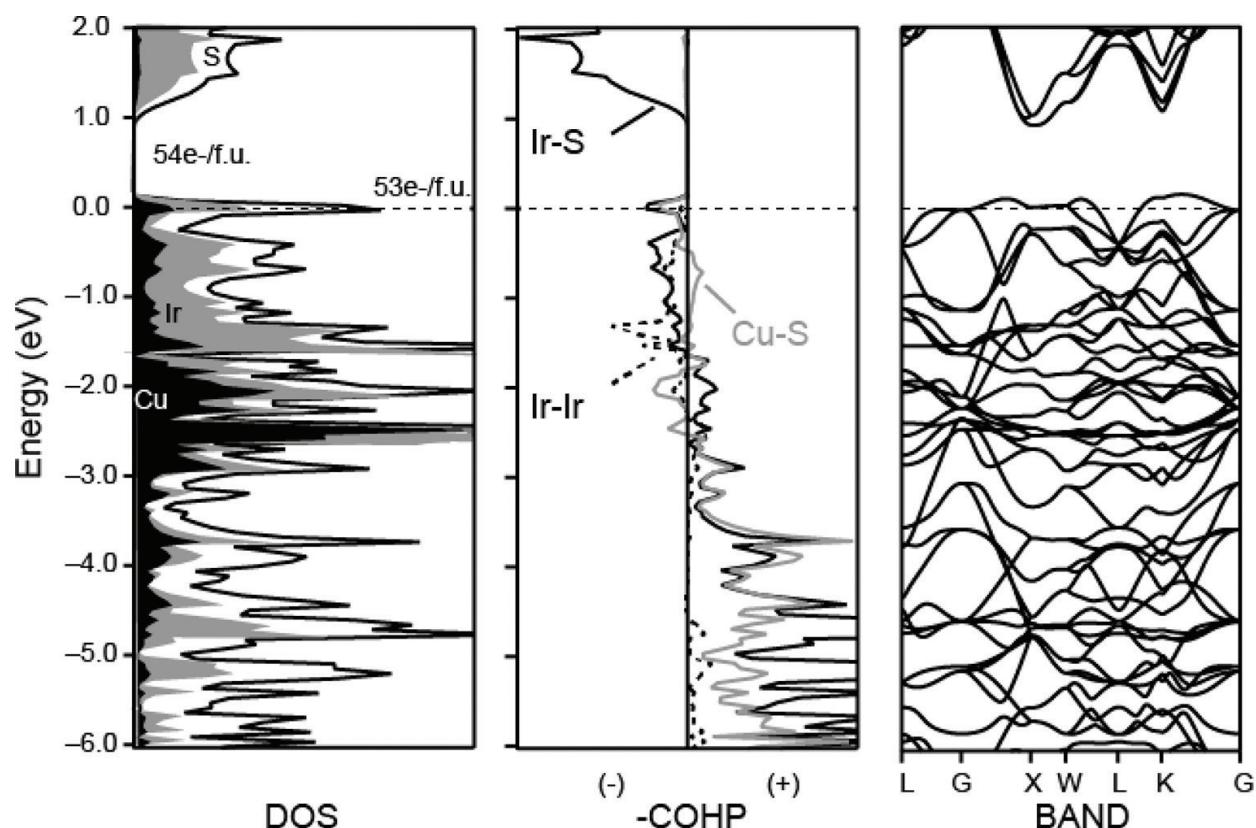 2.0
1.0
0.0
–1.0
–2.0
–3.0
–4.0
–5.0
–6.0
Energy (eV)
S
54e-/f.u.
53e-/f.u.
Ir
Cu
DOS
Ir-S
Cu-S
Ir-Ir
(-) (+)
-COHP
L G X W L K G
BAND